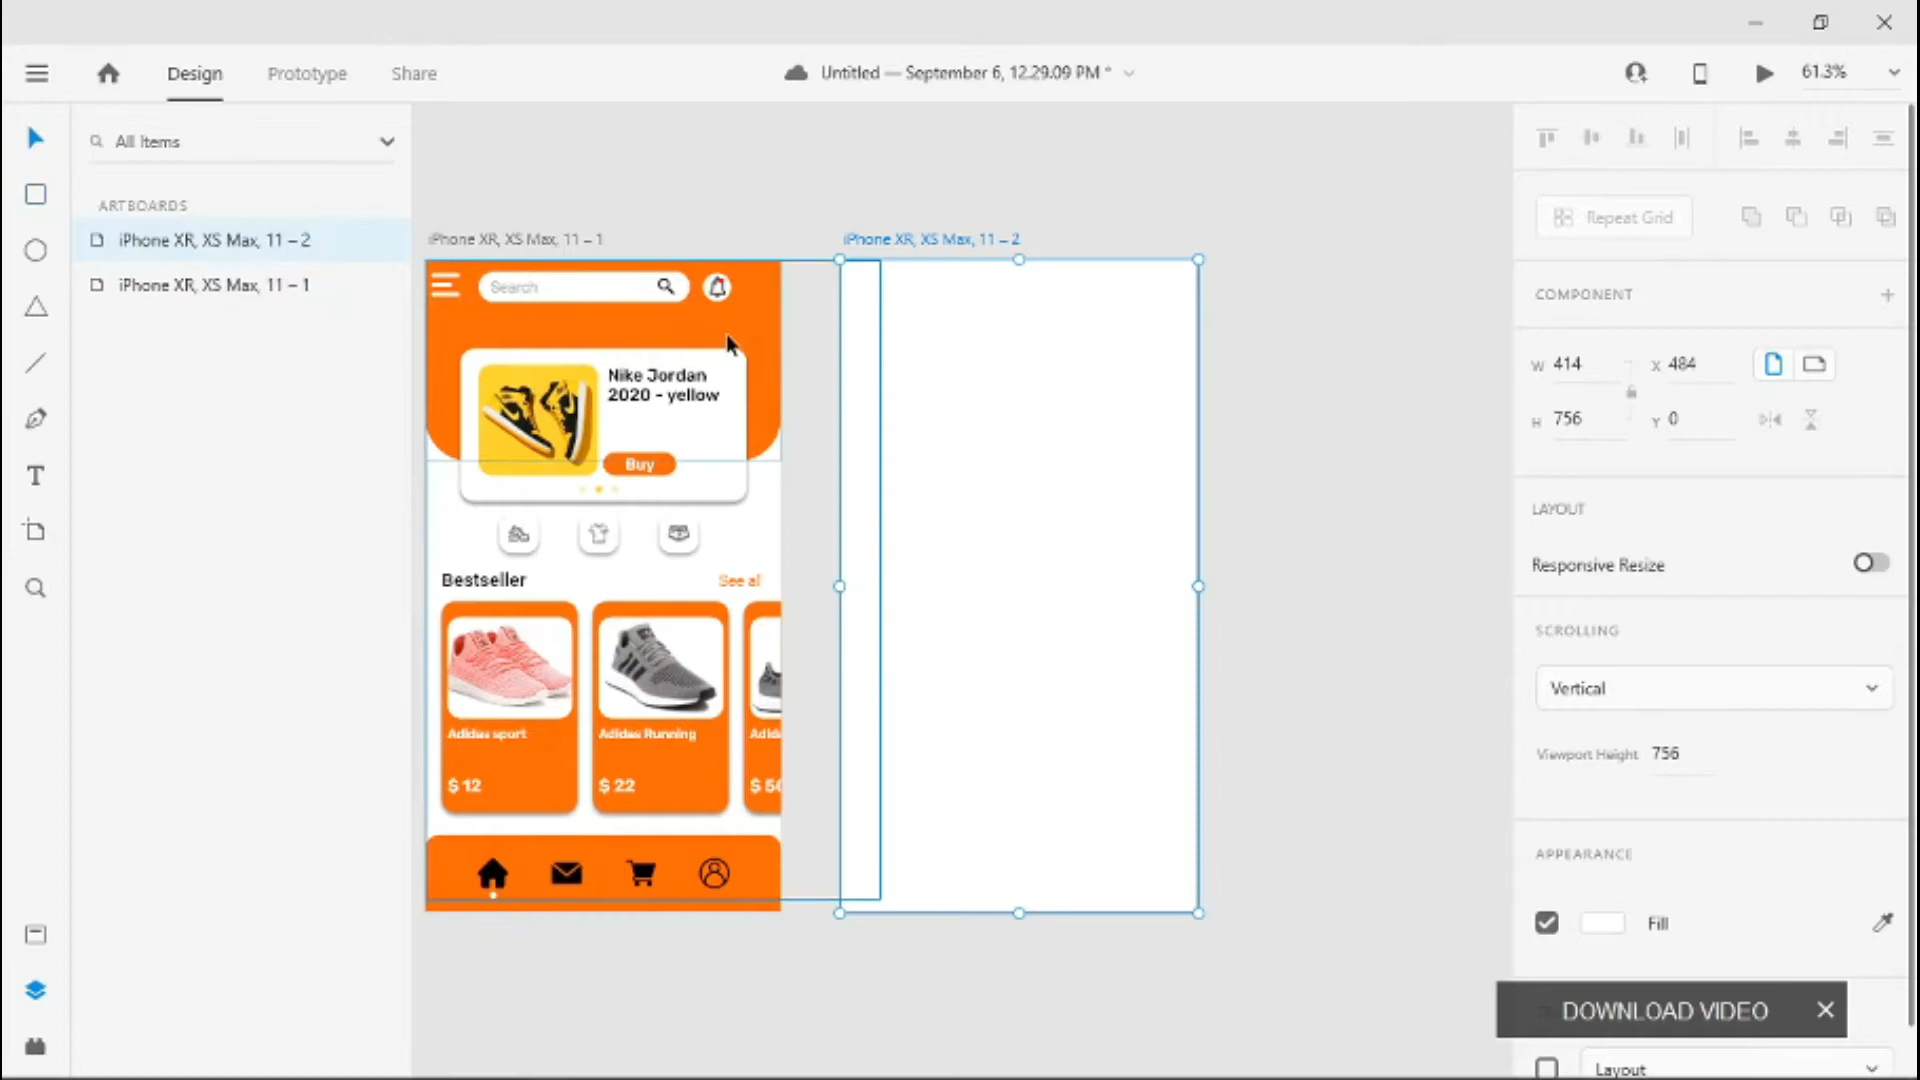 Design
Prototype
Share
Untitled — September 6, 12.29.09 PM *
61.3%
All Items
ARTBOARDS
iPhone XR, XS Max, 11 – 2
iPhone XR, XS Max, 11 – 1
iPhone XR, XS Max, 11 – 1
iPhone XR, XS Max, 11 – 2
Search
Nike Jordan
2020 - yellow
Buy
Bestseller
See all
Adidas sport
Adidas Running
$ 12
$ 22
Repeat Grid
COMPONENT
W 414
X 484
H 756
Y 0
LAYOUT
Responsive Resize
SCROLLING
Vertical
Viewport Height 756
APPEARANCE
Fill
DOWNLOAD VIDEO
Layout